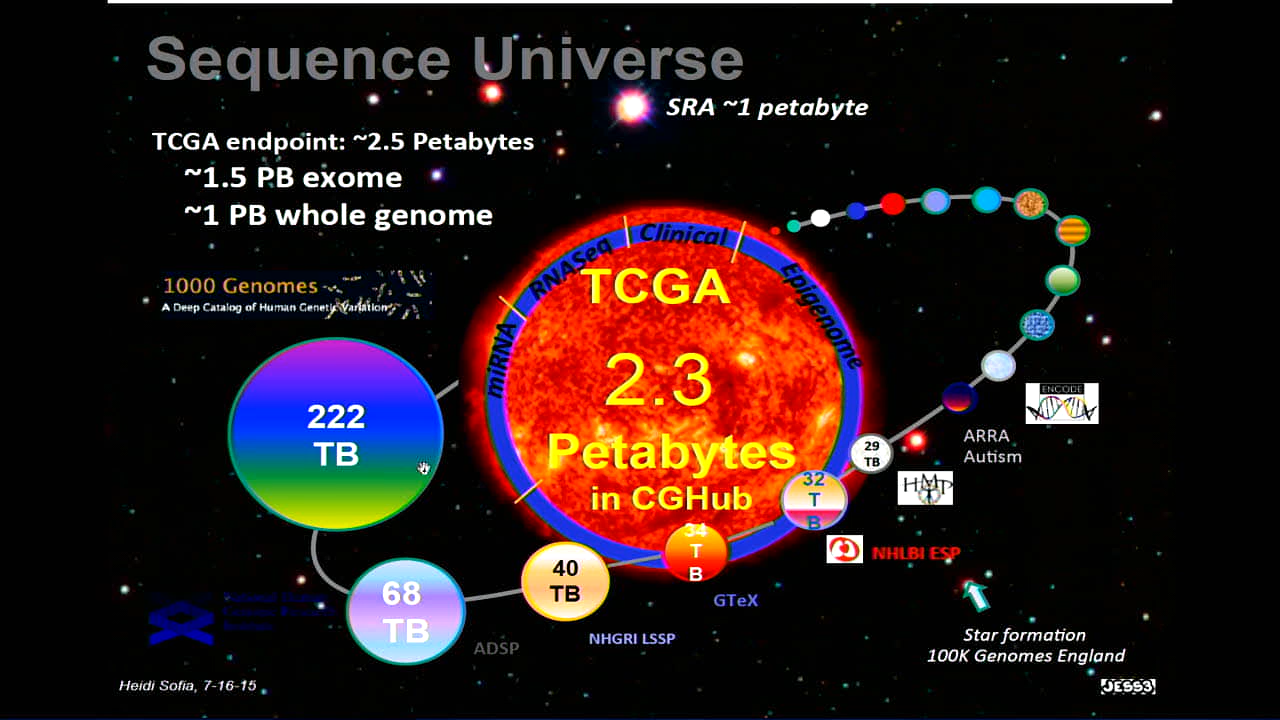 Sequence Universe
SRA ~1 petabyte
TCGA endpoint: ~2.5 Petabytes
~1.5 PB exome
~1 PB whole genome
1000 Genomes
A Deep Catalog of Human Genetic Variation
miRNA
RNASeq
Clinical
Epigenome
TCGA
2.3
Petabytes
in CGHub
222
TB
68
TB
ADSP
40
TB
NHGRI LSSP
34
T
B
GTeX
32
T
B
NHLBI ESP
29
TB
HMP
ARRA
Autism
ENCODE
Star formation
100K Genomes England
Heidi Sofia, 7-16-15
JESS3